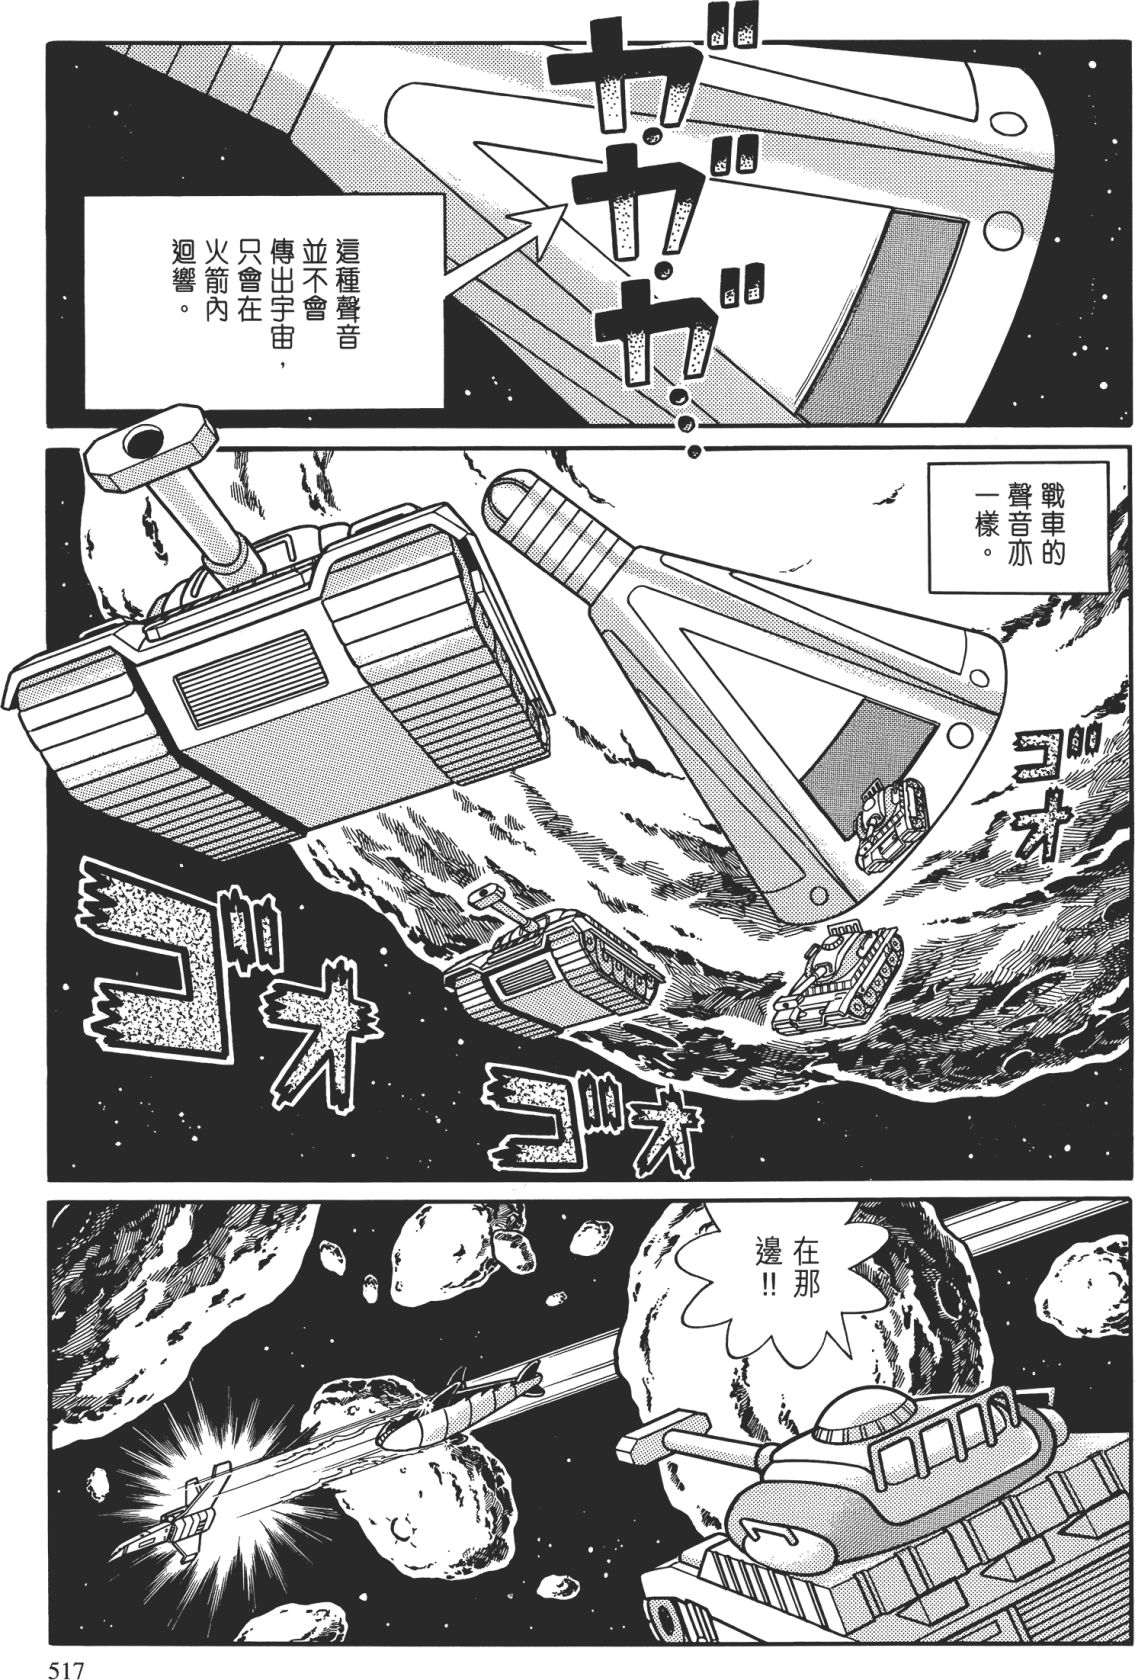 ガガガ
這種聲音
並不會
傳出宇宙，
只會在
火箭內
迴響。
戰車的
聲音亦
一樣。
ゴオ
ゴオ
ゴオ
在那
邊!!
517